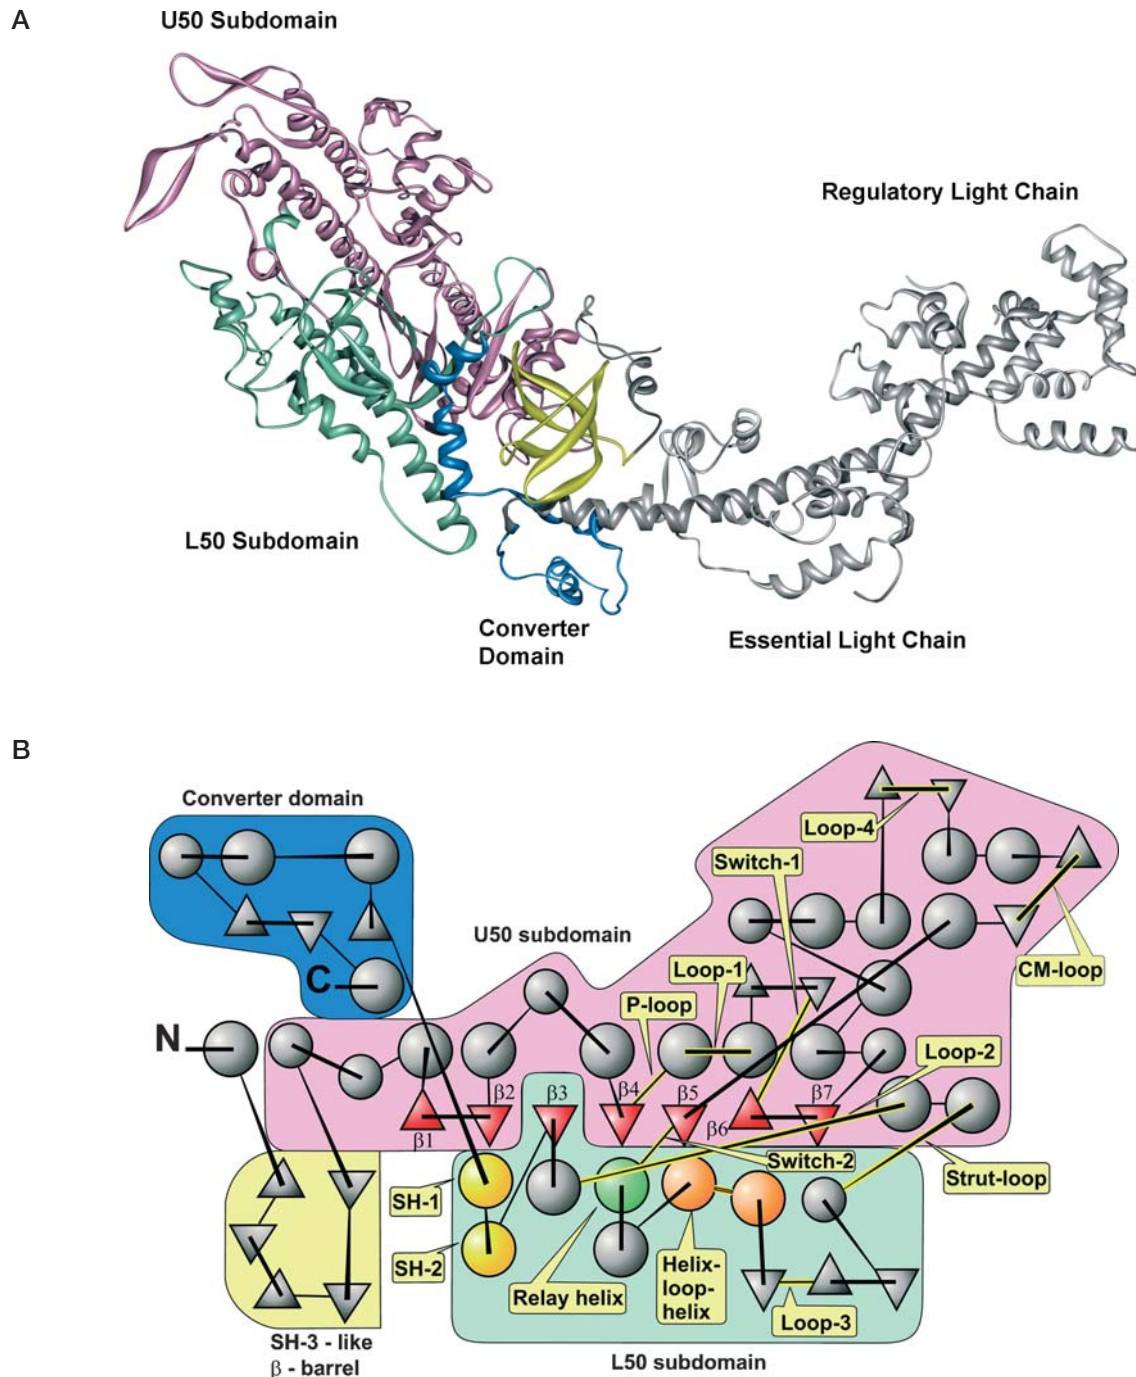 A
U50 Subdomain
Regulatory Light Chain
L50 Subdomain
Converter
Domain
Essential Light Chain
B
Converter domain
Loop-4
Switch-1
U50 subdomain
C
CM-loop
Loop-1
P-loop
N
Loop-2
β2
β3
β4
β5
β7
β1
β6
Switch-2
SH-1
Strut-loop
SH-2
Relay helix
Helix-
loop-
helix
Loop-3
SH-3 - like
β - barrel
L50 subdomain